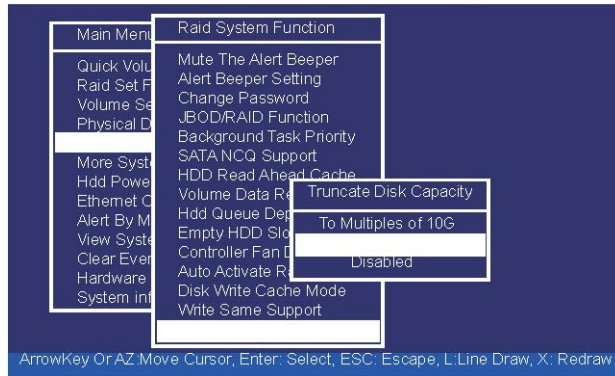 Main Menu
Quick Volu
Raid Set F
Volume Se
Physical D
More Syste
Hdd Powe
Ethernet C
Alert By M
View Syste
Clear Even
Hardware
System inf
Raid System Function
Mute The Alert Beeper
Alert Beeper Setting
Change Password
JBOD/RAID Function
Background Task Priority
SATA NCQ Support
HDD Read Ahead Cache
Volume Data Re
Hdd Queue Dep
Empty HDD Slo
Controller Fan D
Auto Activate Ra
Disk Write Cache Mode
Write Same Support
Truncate Disk Capacity
To Multiples of 10G
Disabled
ArrowKey Or AZ:Move Cursor, Enter: Select, ESC: Escape, L:Line Draw, X: Redraw